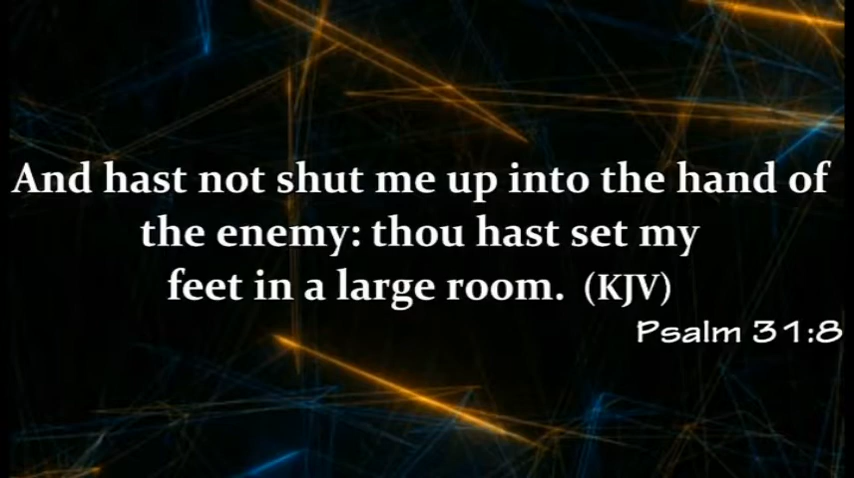 And hast not shut me up into the hand of
the enemy: thou hast set my
feet in a large room. (KJV)
Psalm 31:8